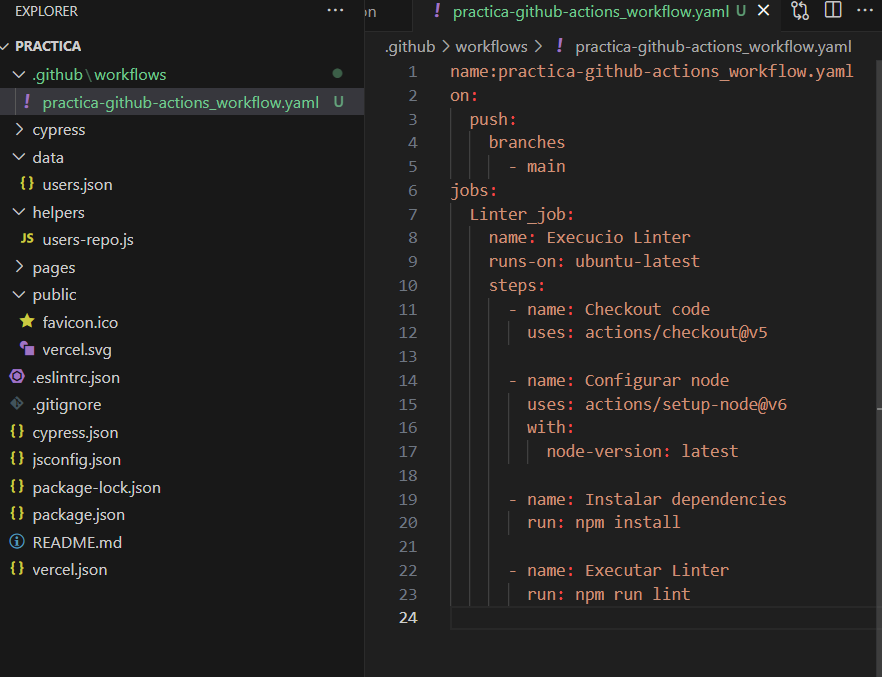 EXPLORER ···
PRACTICA
.github\workflows
! practica-github-actions_workflow.yaml U
cypress
data
{} users.json
helpers
JS users-repo.js
pages
public
favicon.ico
vercel.svg
.eslintrc.json
.gitignore
{} cypress.json
{} jsconfig.json
{} package-lock.json
{} package.json
README.md
{} vercel.json
on ! practica-github-actions_workflow.yaml U × ···
.github > workflows > ! practica-github-actions_workflow.yaml
1 name:practica-github-actions_workflow.yaml
2 on:
3 push:
4 branches
5 - main
6 jobs:
7 Linter_job:
8 name: Execucio Linter
9 runs-on: ubuntu-latest
10 steps:
11 - name: Checkout code
12 uses: actions/checkout@v5
13
14 - name: Configurar node
15 uses: actions/setup-node@v6
16 with:
17 node-version: latest
18
19 - name: Instalar dependencies
20 run: npm install
21
22 - name: Executar Linter
23 run: npm run lint
24